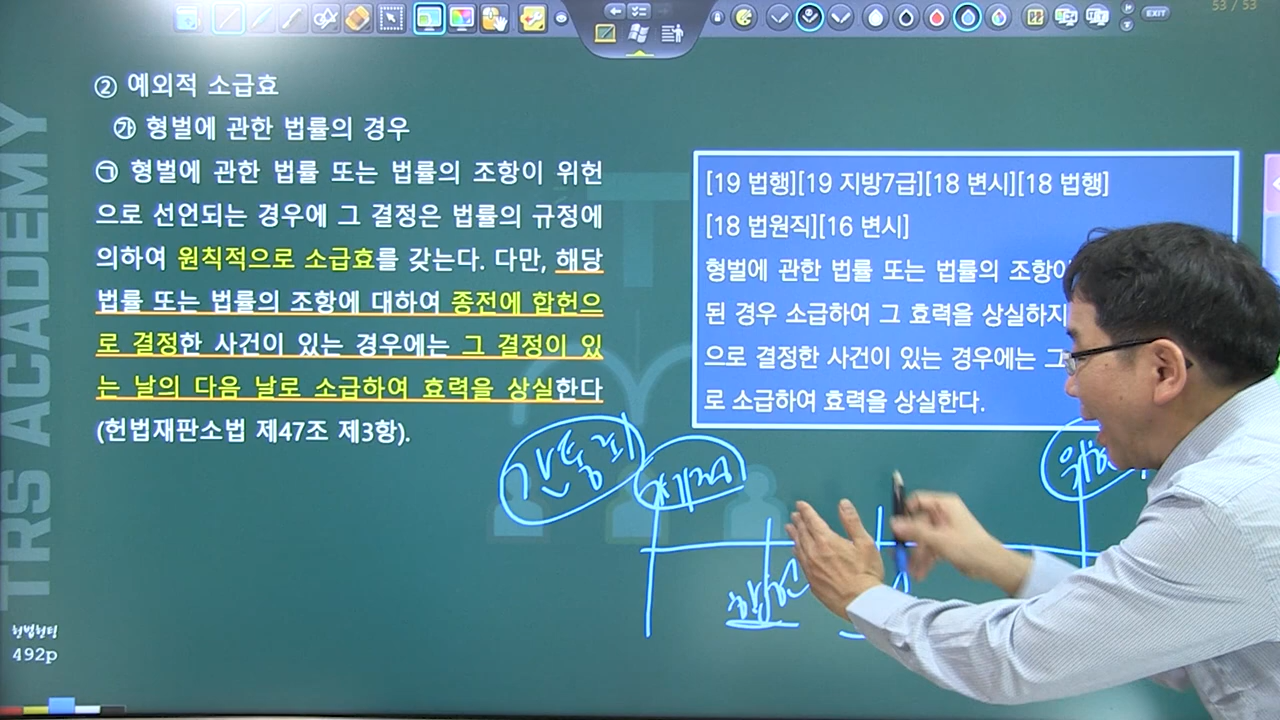 53 / 53
EXIT
② 예외적 소급효
㉮ 형벌에 관한 법률의 경우
㉠ 형벌에 관한 법률 또는 법률의 조항이 위헌
으로 선언되는 경우에 그 결정은 법률의 규정에
의하여 원칙적으로 소급효를 갖는다. 다만, 해당
법률 또는 법률의 조항에 대하여 종전에 합헌으
로 결정한 사건이 있는 경우에는 그 결정이 있
는 날의 다음 날로 소급하여 효력을 상실한다
(헌법재판소법 제47조 제3항).
[19 법행][19 지방7급][18 변시][18 법행]
[18 법원직][16 변시]
형벌에 관한 법률 또는 법률의 조항이
된 경우 소급하여 그 효력을 상실하지
으로 결정한 사건이 있는 경우에는 그
로 소급하여 효력을 상실한다.
간통죄
제정
위헌
합헌
TRS ACADEMY
헌법헌팅
492p